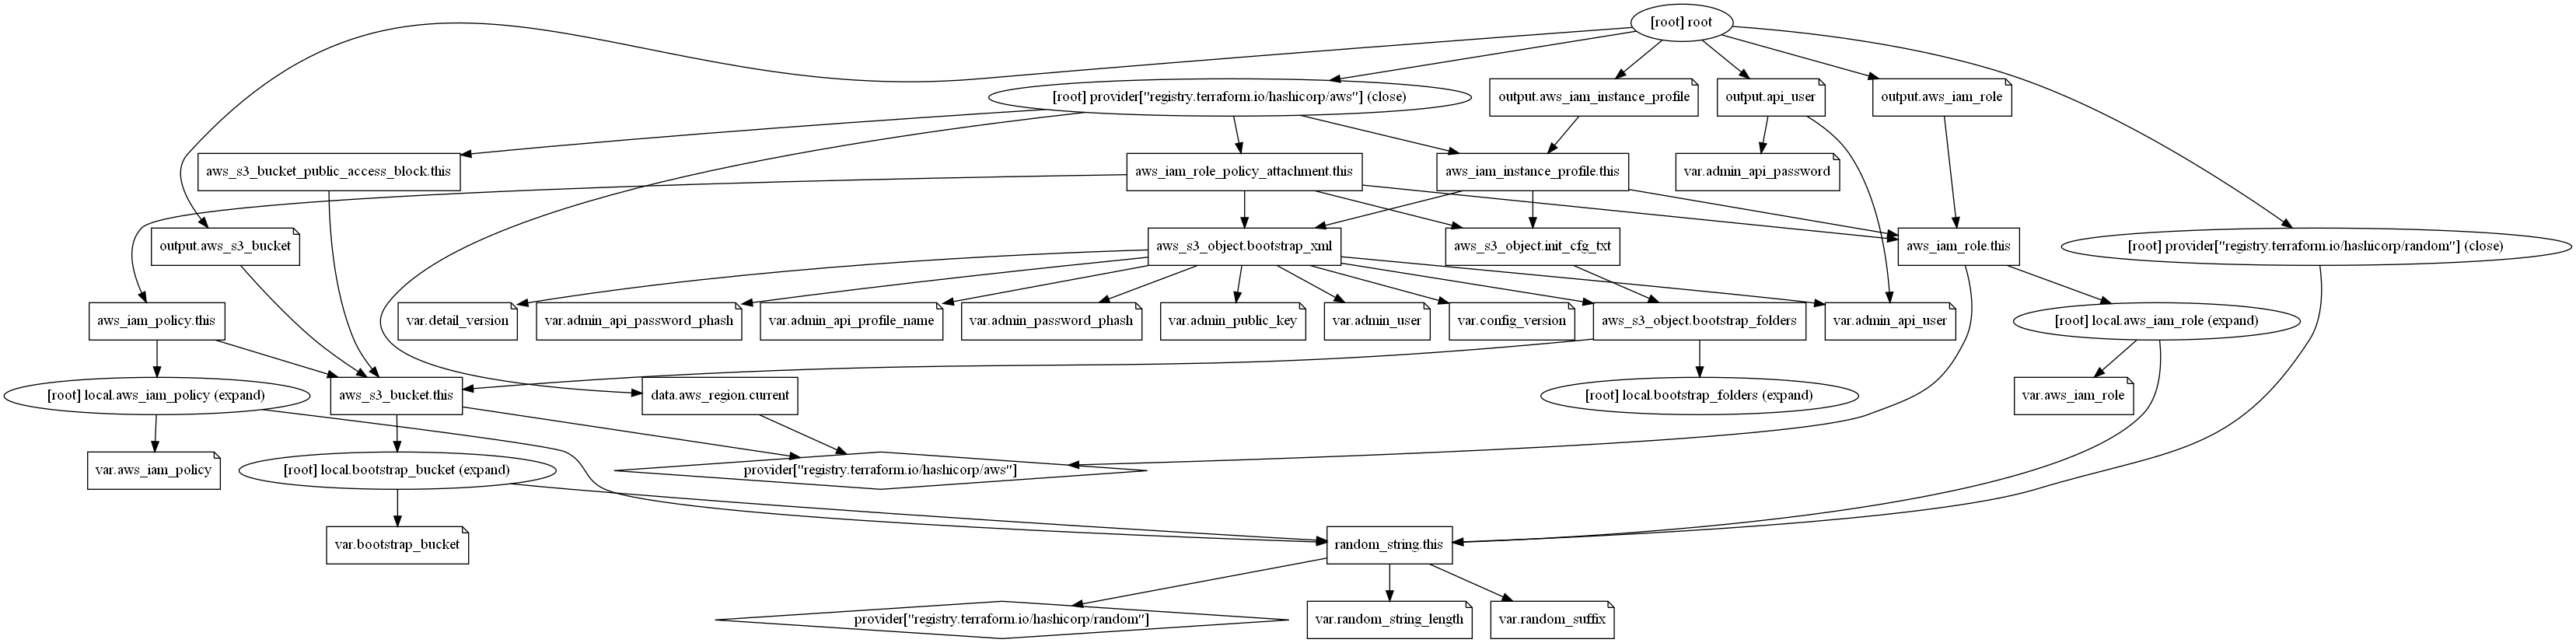 [root] root
[root] provider["registry.terraform.io/hashicorp/aws"] (close)
output.aws_iam_instance_profile
output.api_user
output.aws_iam_role
aws_s3_bucket_public_access_block.this
aws_iam_role_policy_attachment.this
aws_iam_instance_profile.this
var.admin_api_password
output.aws_s3_bucket
aws_s3_object.bootstrap_xml
aws_s3_object.init_cfg_txt
aws_iam_role.this
[root] provider["registry.terraform.io/hashicorp/random"] (close)
aws_iam_policy.this
var.detail_version
var.admin_api_password_phash
var.admin_api_profile_name
var.admin_password_phash
var.admin_public_key
var.admin_user
var.config_version
aws_s3_object.bootstrap_folders
var.admin_api_user
[root] local.aws_iam_role (expand)
[root] local.aws_iam_policy (expand)
aws_s3_bucket.this
data.aws_region.current
[root] local.bootstrap_folders (expand)
var.aws_iam_role
var.aws_iam_policy
[root] local.bootstrap_bucket (expand)
provider["registry.terraform.io/hashicorp/aws"]
var.bootstrap_bucket
random_string.this
provider["registry.terraform.io/hashicorp/random"]
var.random_string_length
var.random_suffix